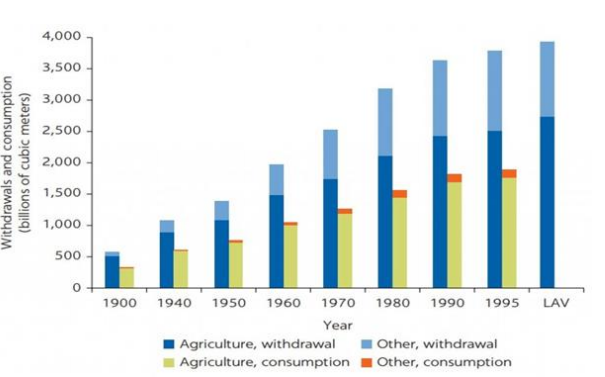 Withdrawals and consumption
(billions of cubic meters)
4,000
3,500
3,000
2,500
2,000
1,500
1,000
500
0
1900 1940 1950 1960 1970 1980 1990 1995 LAV
Year
Agriculture, withdrawal Other, withdrawal
Agriculture, consumption Other, consumption